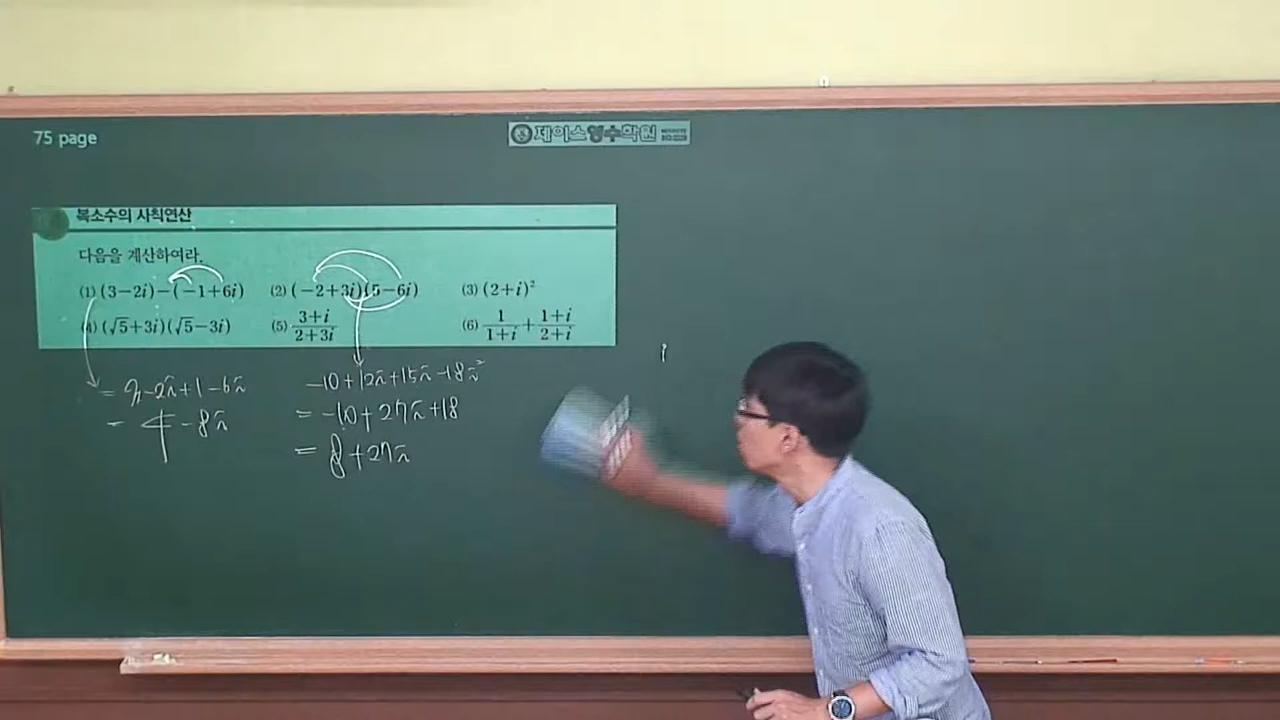 75 page
제이스영수학원
복소수의 사칙연산
다음을 계산하여라.
(1) (3−2i)−(−1+6i) (2) (−2+3i)(5−6i) (3) (2+i)²
(4) (√5+3i)(√5−3i) (5) (3+i)/(2+3i) (6) 1/(1+i)+(1+i)/(2+i)
= 3-2i+1-6i
= 4-8i
-10+12i+15i-18i²
= -10+27i+18
= 8+27i